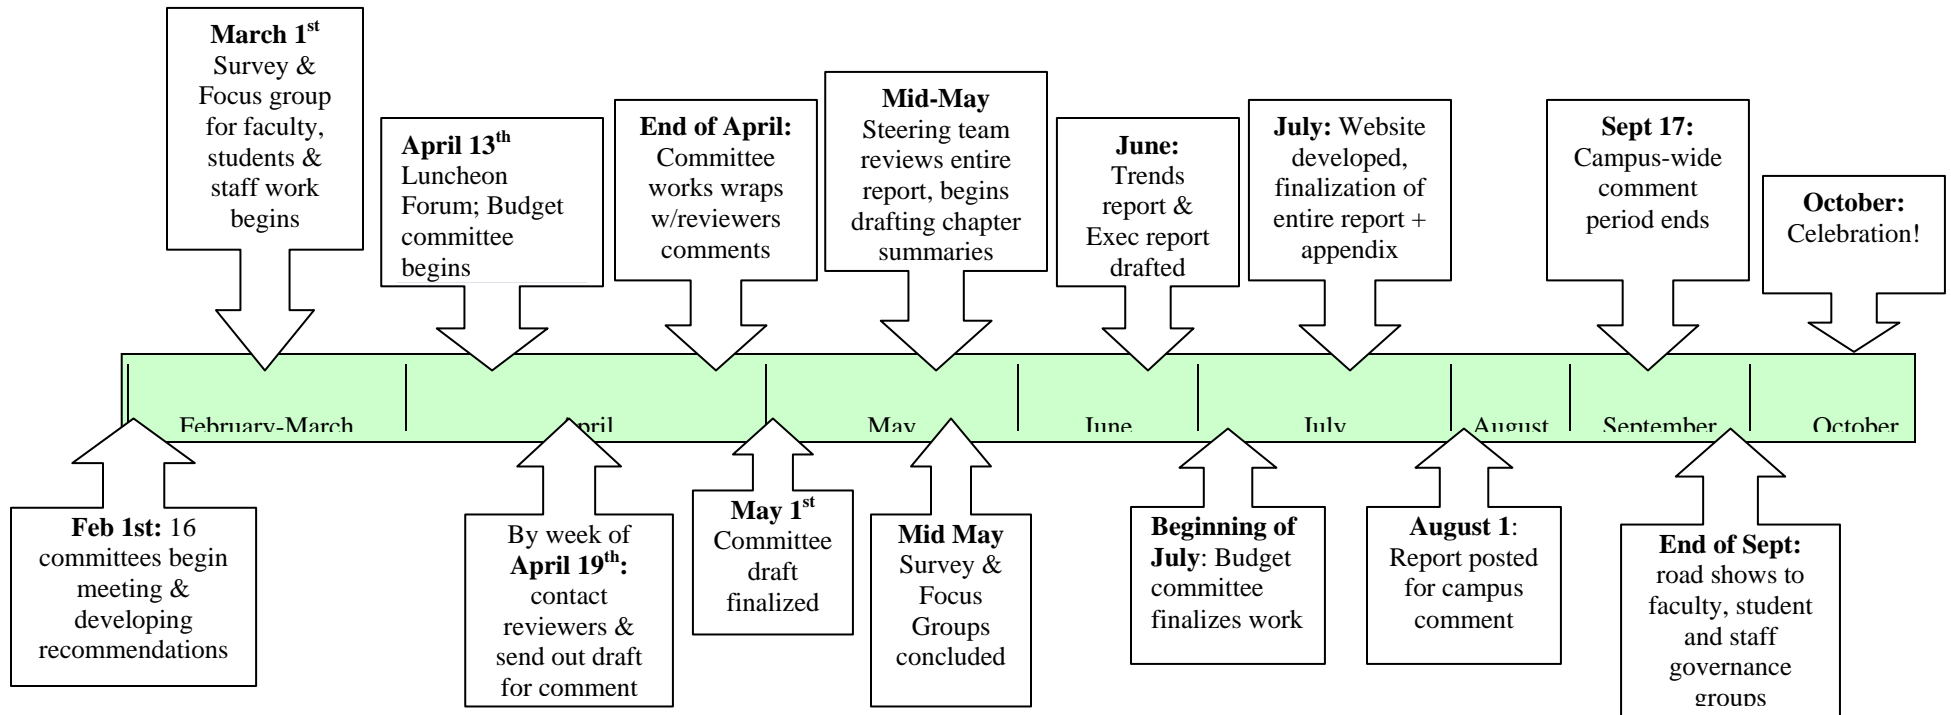 March 1st
Survey &
Focus group
for faculty,
students &
staff work
begins
April 13th
Luncheon
Forum; Budget
committee
begins
End of April:
Committee
works wraps
w/reviewers
comments
Mid-May
Steering team
reviews entire
report, begins
drafting chapter
summaries
June:
Trends
report &
Exec report
drafted
July: Website
developed,
finalization of
entire report +
appendix
Sept 17:
Campus-wide
comment
period ends
October:
Celebration!
February-March
April
May
June
July
August
September
October
Feb 1st: 16
committees begin
meeting &
developing
recommendations
By week of
April 19th:
contact
reviewers &
send out draft
for comment
May 1st
Committee
draft
finalized
Mid May
Survey &
Focus
Groups
concluded
Beginning of
July: Budget
committee
finalizes work
August 1:
Report posted
for campus
comment
End of Sept:
road shows to
faculty, student
and staff
governance
groups